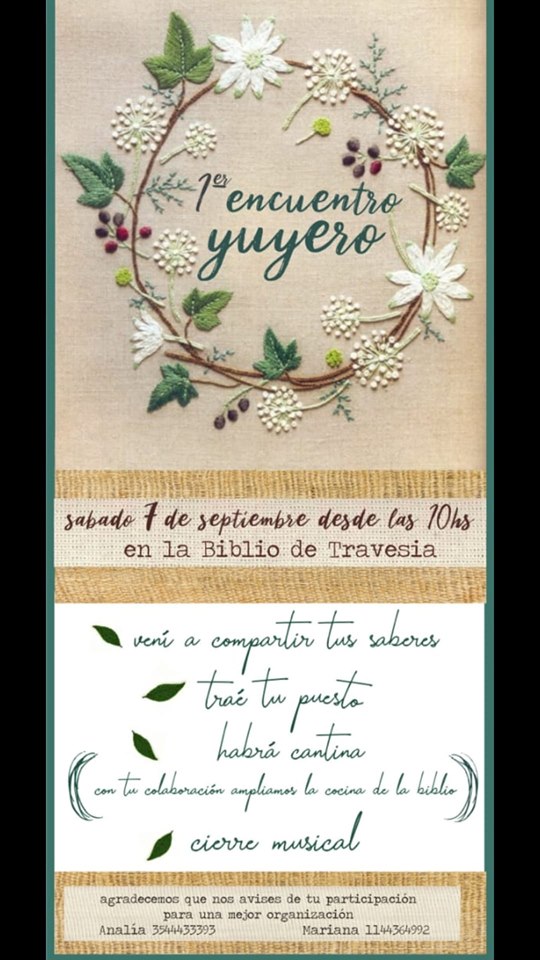 1er encuentro
yuyero
sabado 7 de septiembre desde las 10hs
en la Biblio de Travesia
vení a compartir tus saberes
traé tu puesto
habrá cantina
(con tu colaboración ampliamos la cocina de la biblio)
cierre musical
agradecemos que nos avises de tu participación
para una mejor organización
Analía 3544433393 Mariana 1144364992